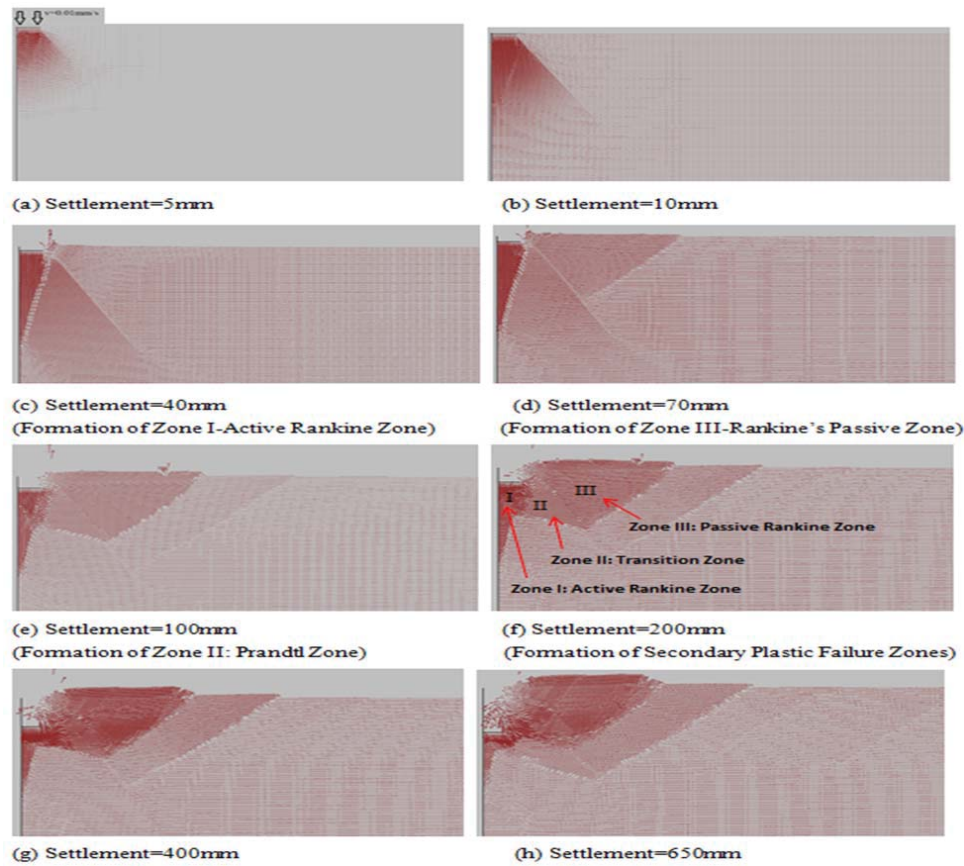 (a) Settlement=5mm
(b) Settlement=10mm
(c) Settlement=40mm
(Formation of Zone I-Active Rankine Zone)
(d) Settlement=70mm
(Formation of Zone III-Rankine's Passive Zone)
I
II
III
Zone III: Passive Rankine Zone
Zone II: Transition Zone
Zone I: Active Rankine Zone
(e) Settlement=100mm
(Formation of Zone II: Prandtl Zone)
(f) Settlement=200mm
(Formation of Secondary Plastic Failure Zones)
(g) Settlement=400mm
(h) Settlement=650mm